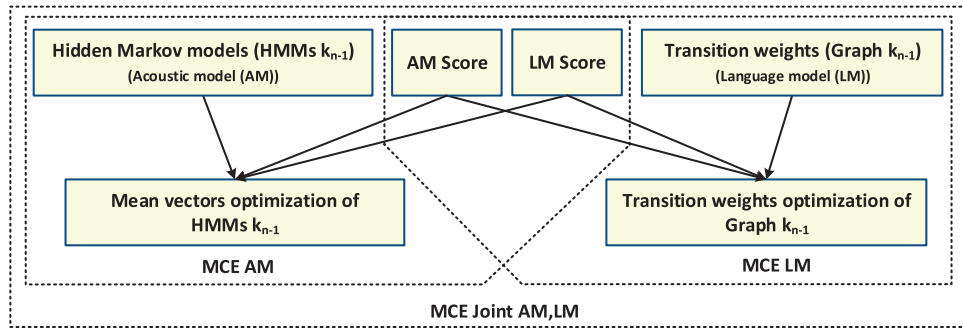 Hidden Markov models (HMMs kn-1)
(Acoustic model (AM))
AM Score
LM Score
Transition weights (Graph kn-1)
(Language model (LM))
Mean vectors optimization of
HMMs kn-1
Transition weights optimization of
Graph kn-1
MCE AM
MCE LM
MCE Joint AM,LM